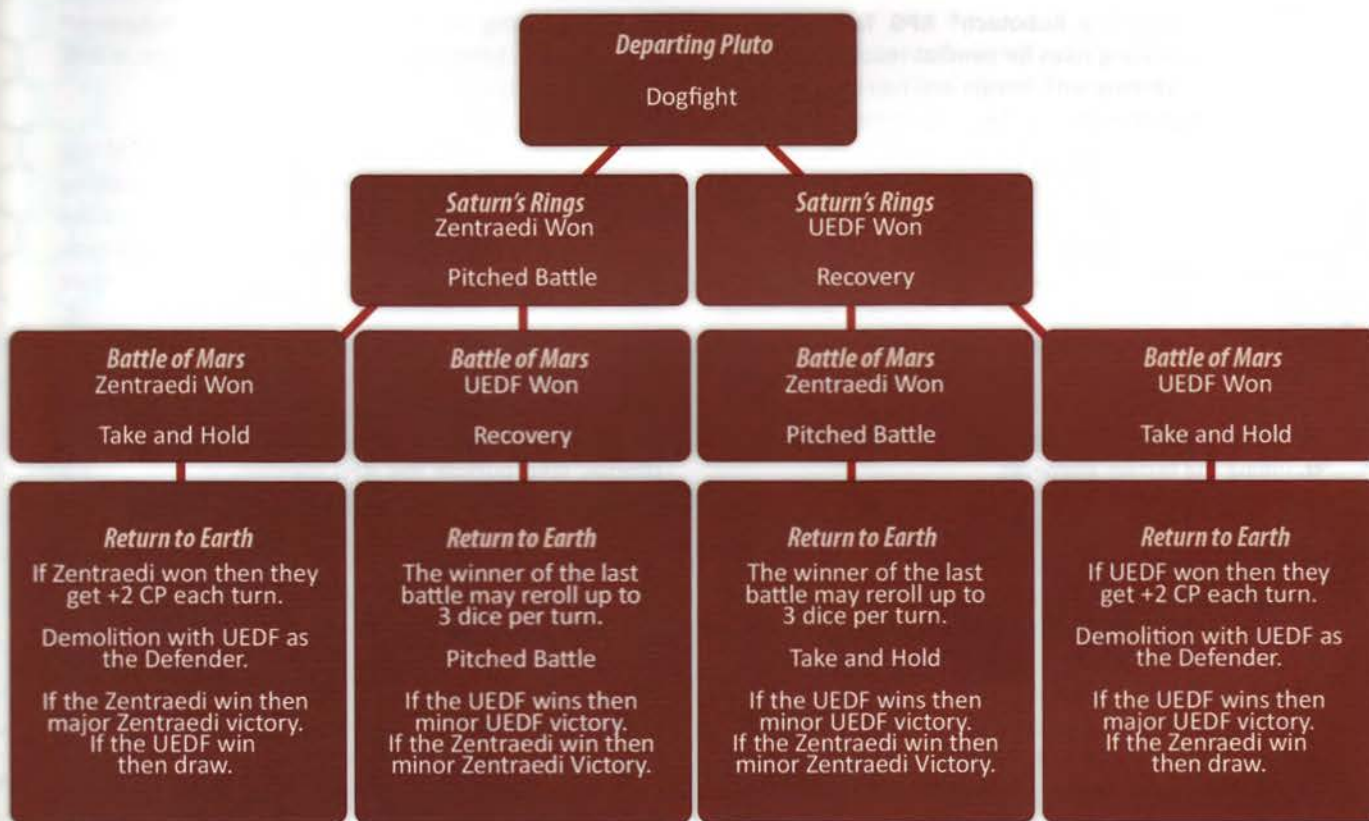 Departing Pluto
Dogfight
Saturn's Rings
Zentraedi Won
Pitched Battle
Saturn's Rings
UEDF Won
Recovery
Battle of Mars
Zentraedi Won
Take and Hold
Battle of Mars
UEDF Won
Recovery
Battle of Mars
Zentraedi Won
Pitched Battle
Battle of Mars
UEDF Won
Take and Hold
Return to Earth
If Zentraedi won then they
get +2 CP each turn.
Demolition with UEDF as
the Defender.
If the Zentraedi win then
major Zentraedi victory.
If the UEDF win
then draw.
Return to Earth
The winner of the last
battle may reroll up to
3 dice per turn.
Pitched Battle
If the UEDF wins then
minor UEDF victory.
If the Zentraedi win then
minor Zentraedi Victory.
Return to Earth
The winner of the last
battle may reroll up to
3 dice per turn.
Take and Hold
If the UEDF wins then
minor UEDF victory.
If the Zentraedi win then
minor Zentraedi Victory.
Return to Earth
If UEDF won then they
get +2 CP each turn.
Demolition with UEDF as
the Defender.
If the UEDF win then
major UEDF victory.
If the Zenraedi win
then draw.